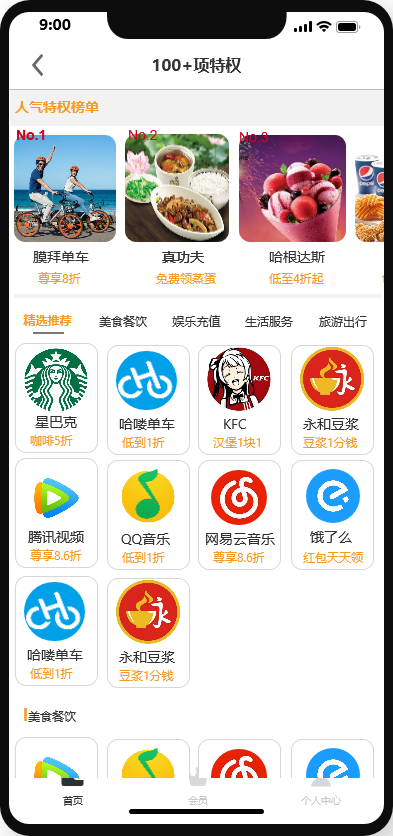 9:00
100+项特权
人气特权榜单
No.1
No.2
No.3
pepsi
膜拜单车
真功夫
哈根达斯
尊享8折
免费领蒸蛋
低至4折起
精选推荐 美食餐饮 娱乐充值 生活服务 旅游出行
KFC
永
星巴克 哈喽单车 KFC 永和豆浆
咖啡5折 低到1折 汉堡1块1 豆浆1分钱
腾讯视频 QQ音乐 网易云音乐 饿了么
尊享8.6折 低到1折 尊享8.6折 红包天天领
永
哈喽单车 永和豆浆
低到1折 豆浆1分钱
美食餐饮
首页 会员 个人中心